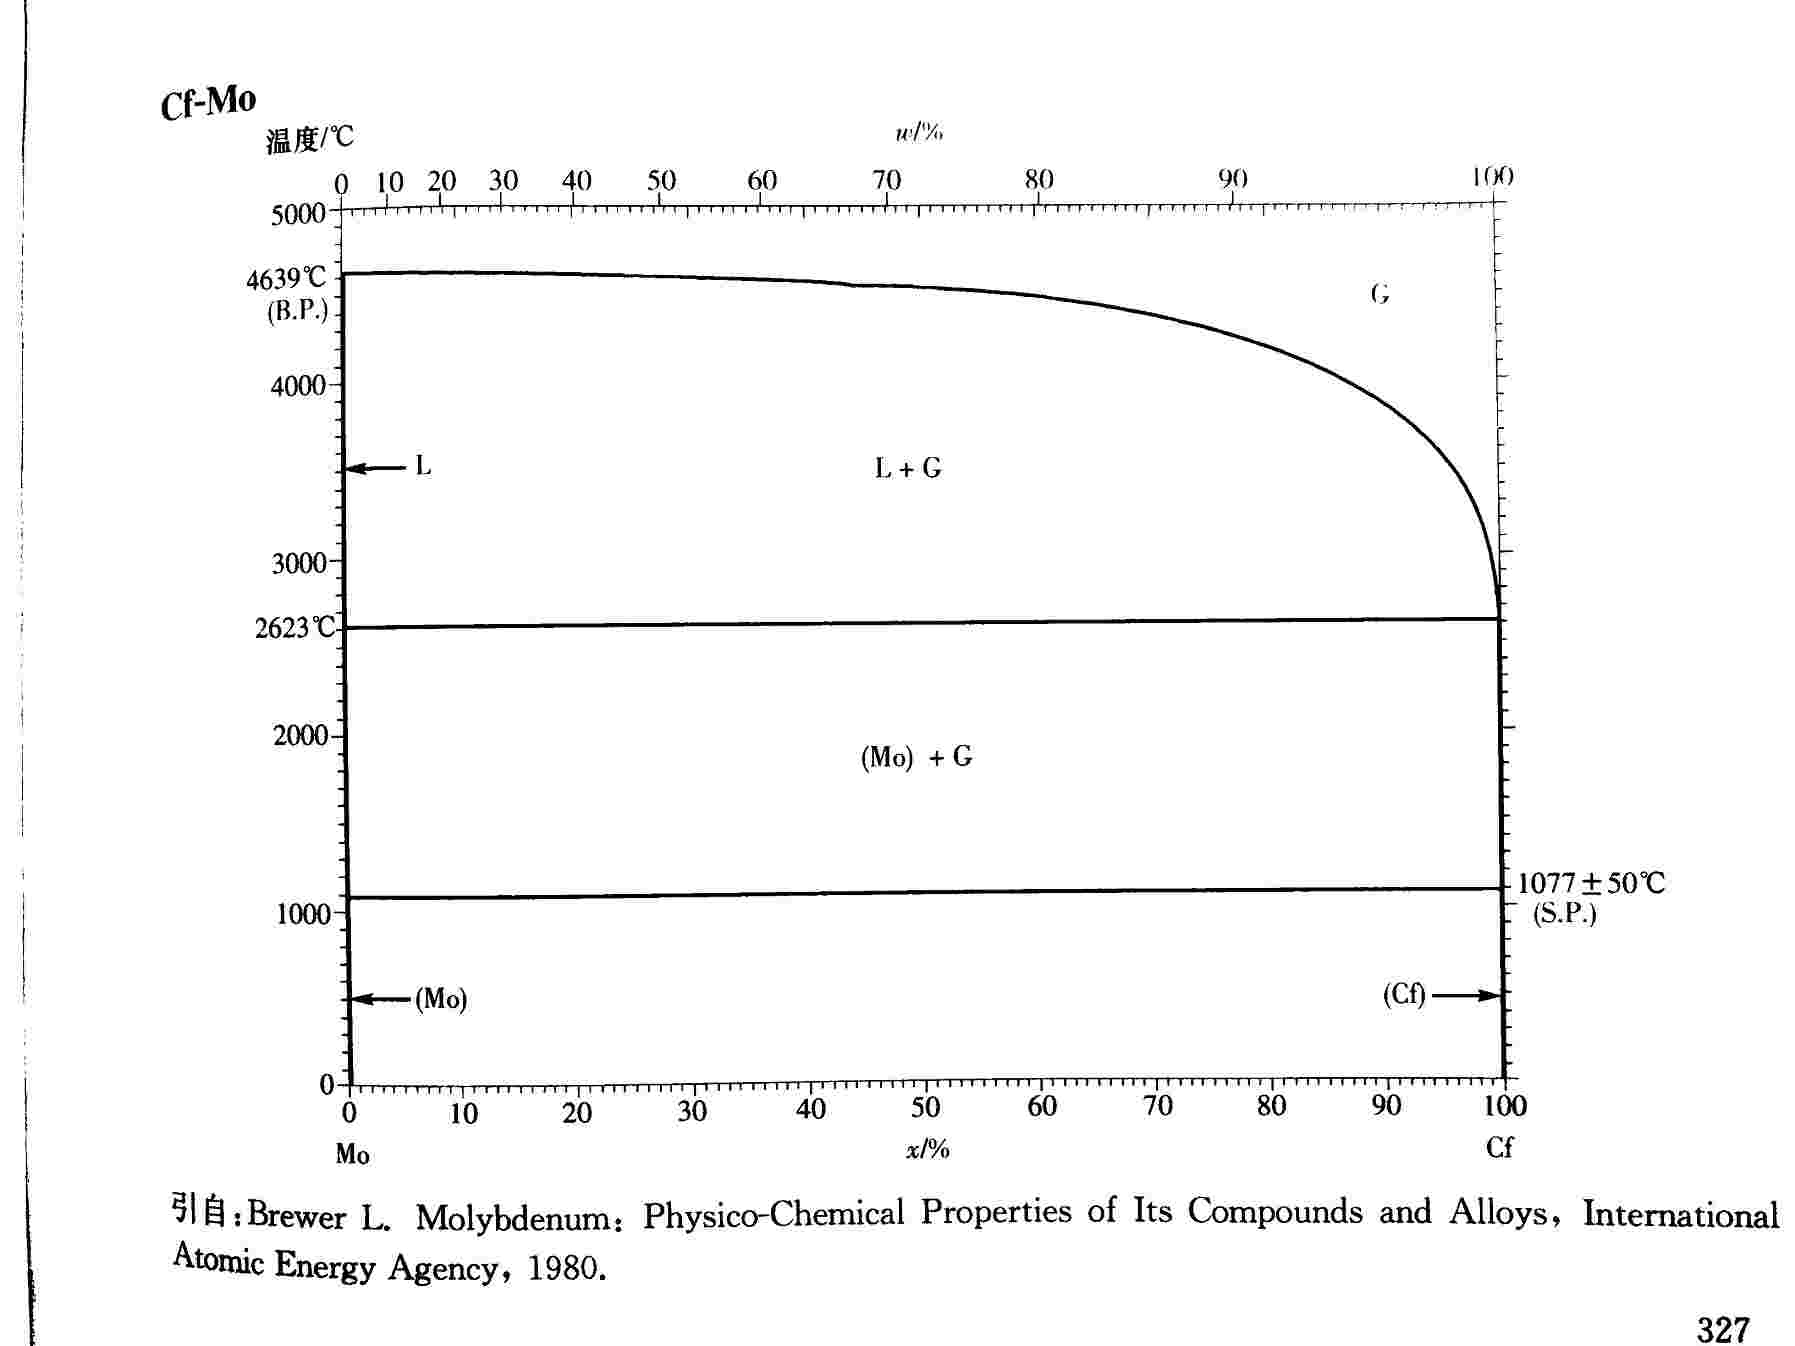 Cf-Mo
温度/℃
w/%
0 10 20 30 40 50 60 70 80 90 100
5000
4639℃
(B.P.)
G
4000
L
L + G
3000
2623℃
2000
(Mo) + G
1077±50℃
1000
(S.P.)
(Mo)
(Cf)
0
0 10 20 30 40 50 60 70 80 90 100
Mo
x/%
Cf
引自:Brewer L. Molybdenum: Physico-Chemical Properties of Its Compounds and Alloys, International
Atomic Energy Agency, 1980.
327